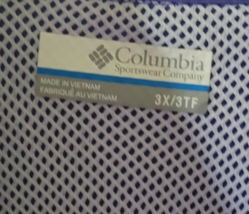 Columbia
Sportswear Company
MADE IN VIETNAM
FABRIQUÉ AU VIETNAM
3X/3TF